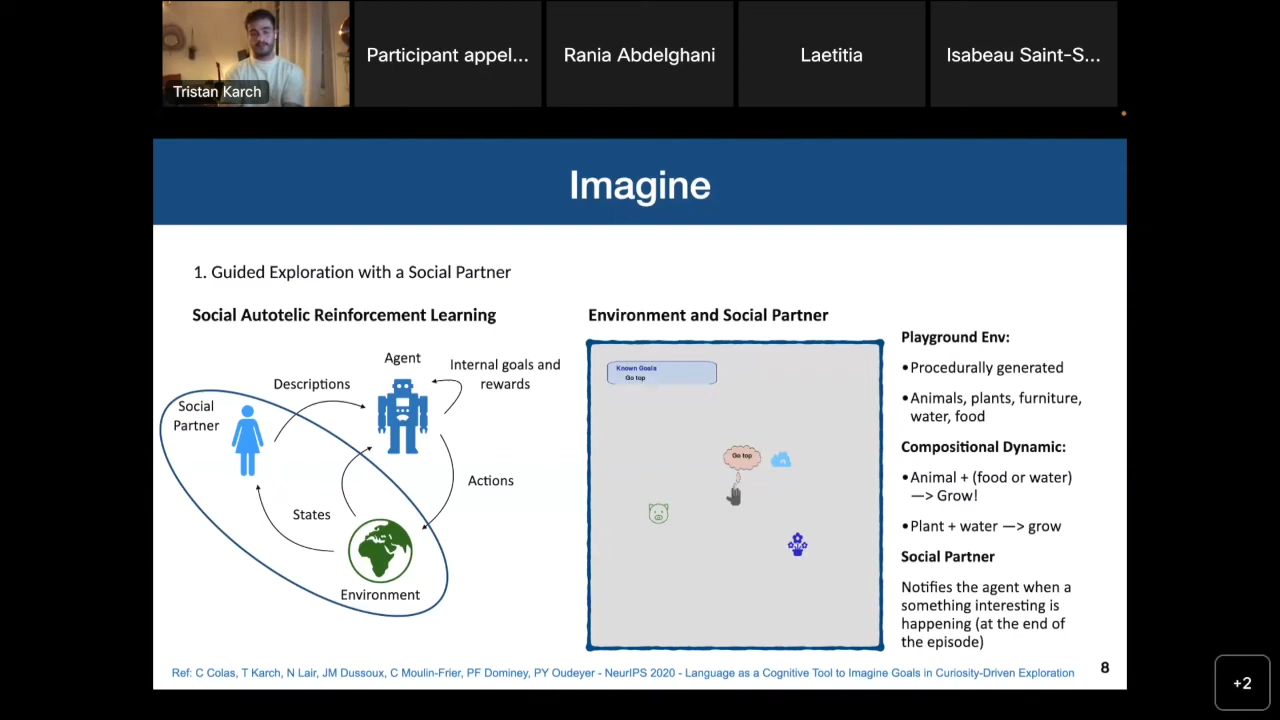 Participant appel...
Rania Abdelghani
Laetitia
Isabeau Saint-S...
Tristan Karch
Imagine
1. Guided Exploration with a Social Partner
Social Autotelic Reinforcement Learning
Agent
Internal goals and
rewards
Descriptions
Social
Partner
Actions
States
Environment
Environment and Social Partner
Known Goals
Go top
Go top
Playground Env:
•Procedurally generated
•Animals, plants, furniture,
water, food
Compositional Dynamic:
•Animal + (food or water)
—> Grow!
•Plant + water —> grow
Social Partner
Notifies the agent when a
something interesting is
happening (at the end of
the episode)
Ref: C Colas, T Karch, N Lair, JM Dussoux, C Moulin-Frier, PF Dominey, PY Oudeyer - NeurIPS 2020 - Language as a Cognitive Tool to Imagine Goals in Curiosity-Driven Exploration
8
+2